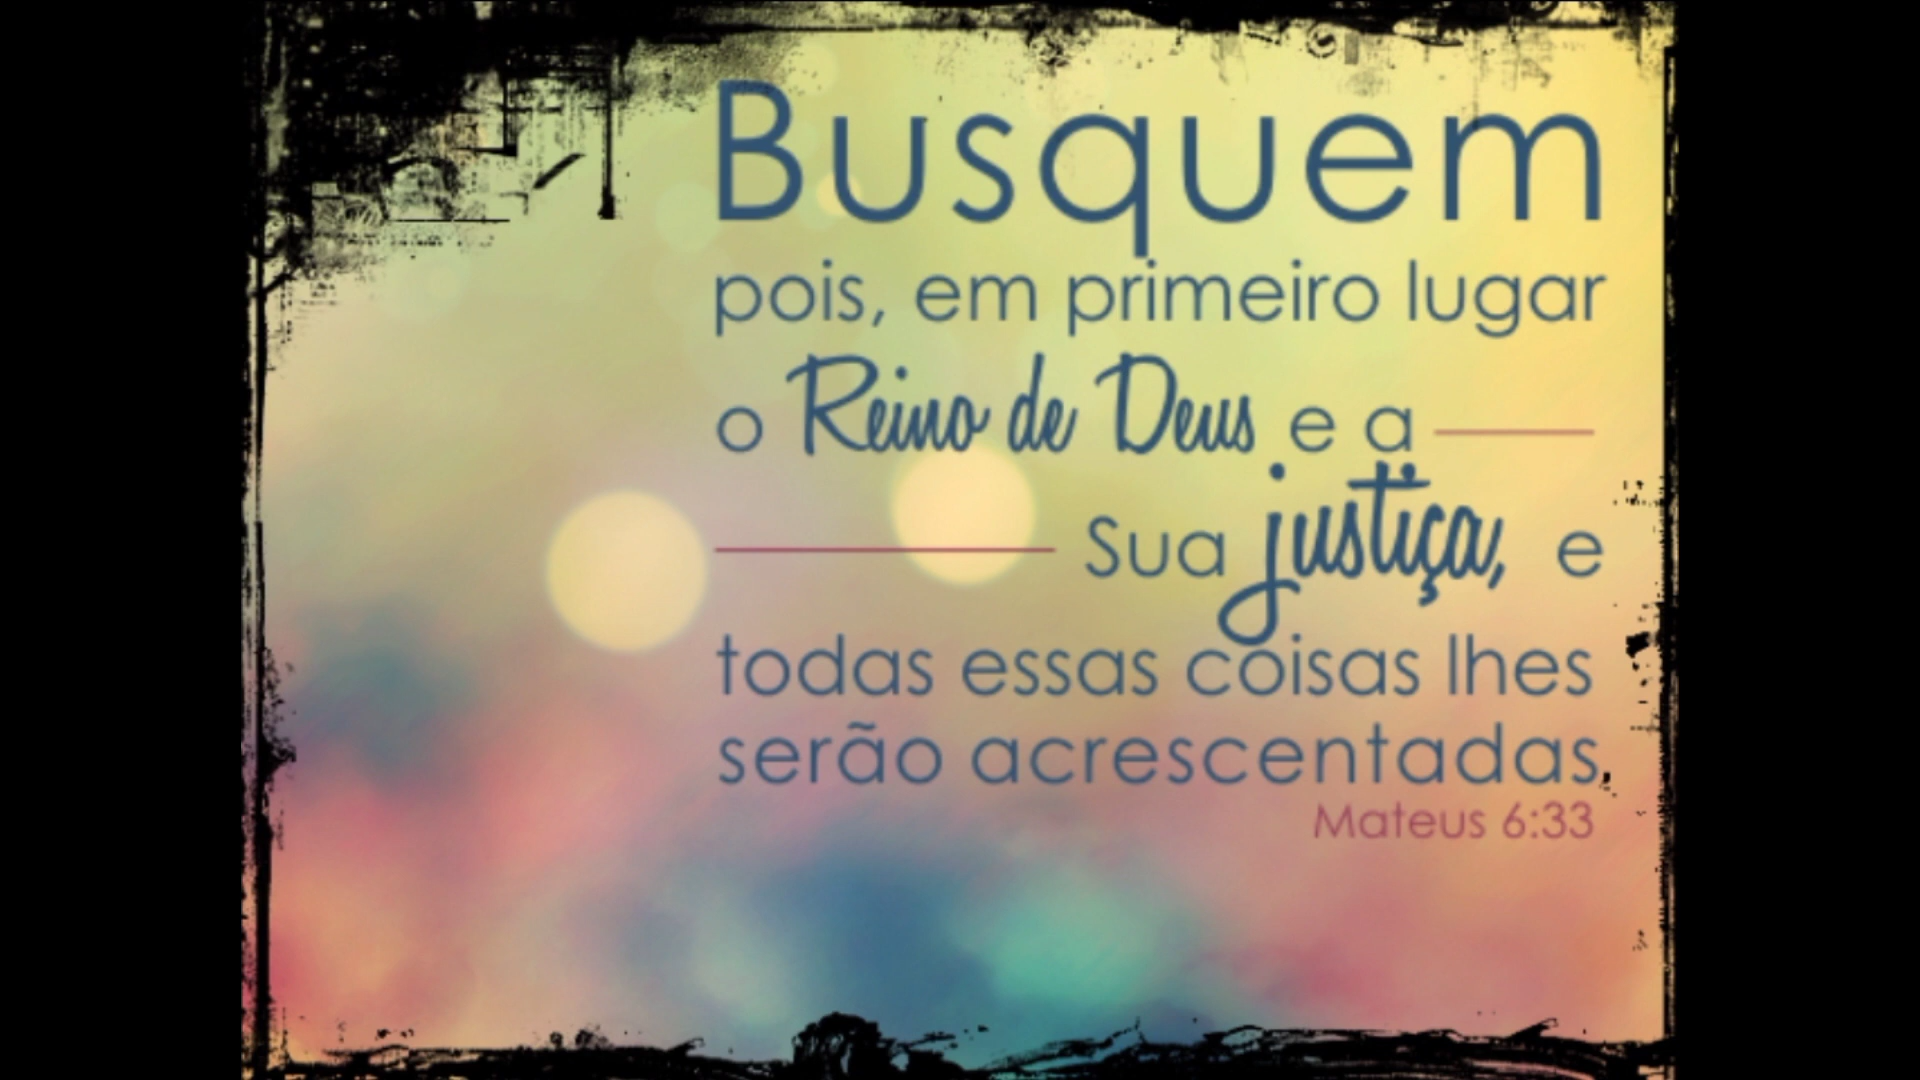 Busquem
pois, em primeiro lugar
o Reino de Deus e a
Sua justiça, e
todas essas coisas lhes
serão acrescentadas.
Mateus 6:33